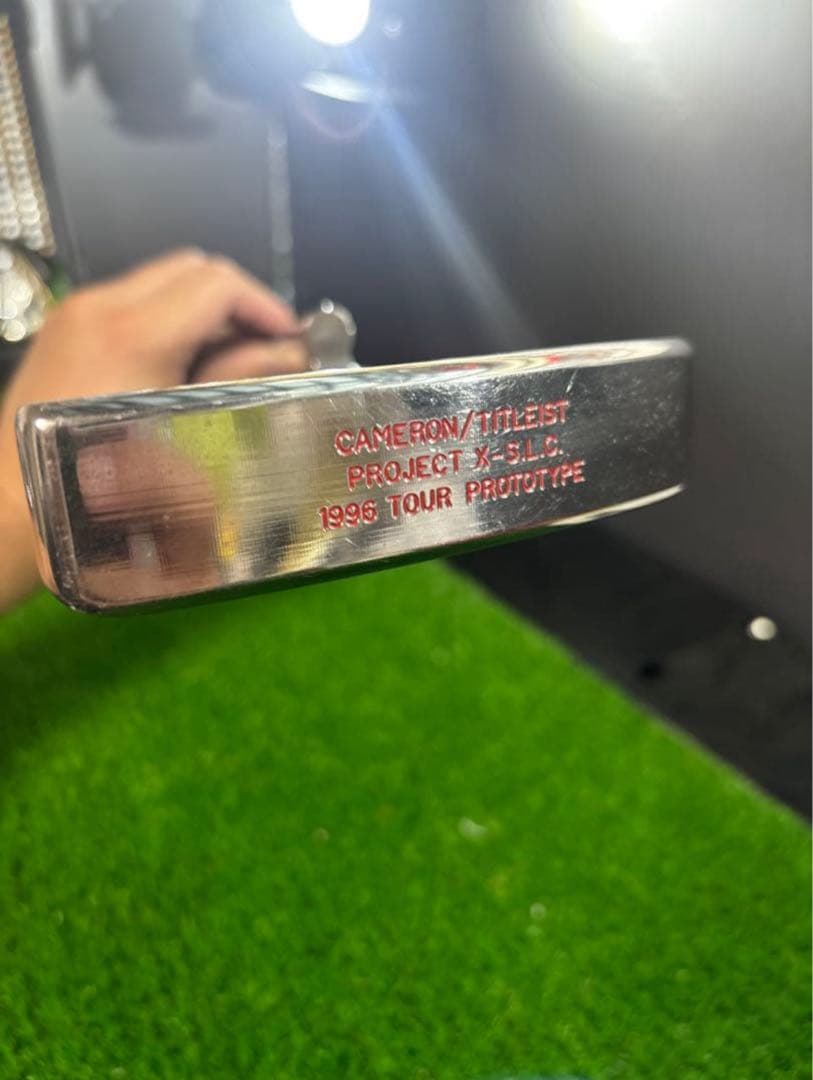 CAMERON/TITLEIST
PROJECT X-S.L.C.
1996 TOUR PROTOTYPE